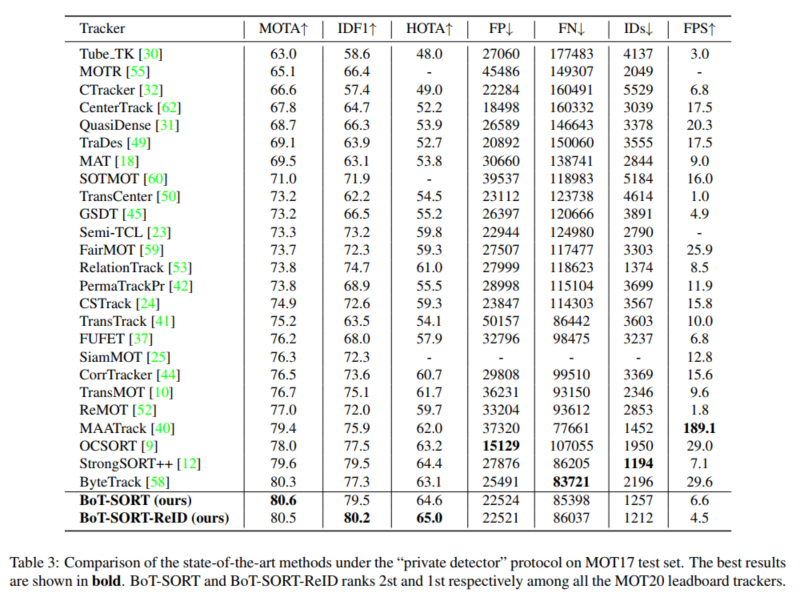 Tracker MOTA↑ IDF1↑ HOTA↑ FP↓ FN↓ IDs↓ FPS↑
Tube_TK [30] 63.0 58.6 48.0 27060 177483 4137 3.0
MOTR [55] 65.1 66.4 - 45486 149307 2049 -
CTracker [32] 66.6 57.4 49.0 22284 160491 5529 6.8
CenterTrack [62] 67.8 64.7 52.2 18498 160332 3039 17.5
QuasiDense [31] 68.7 66.3 53.9 26589 146643 3378 20.3
TraDes [49] 69.1 63.9 52.7 20892 150060 3555 17.5
MAT [18] 69.5 63.1 53.8 30660 138741 2844 9.0
SOTMOT [60] 71.0 71.9 - 39537 118983 5184 16.0
TransCenter [50] 73.2 62.2 54.5 23112 123738 4614 1.0
GSDT [45] 73.2 66.5 55.2 26397 120666 3891 4.9
Semi-TCL [23] 73.3 73.2 59.8 22944 124980 2790 -
FairMOT [59] 73.7 72.3 59.3 27507 117477 3303 25.9
RelationTrack [53] 73.8 74.7 61.0 27999 118623 1374 8.5
PermaTrackPr [42] 73.8 68.9 55.5 28998 115104 3699 11.9
CSTrack [24] 74.9 72.6 59.3 23847 114303 3567 15.8
TransTrack [41] 75.2 63.5 54.1 50157 86442 3603 10.0
FUFET [37] 76.2 68.0 57.9 32796 98475 3237 6.8
SiamMOT [25] 76.3 72.3 - - - - 12.8
CorrTracker [44] 76.5 73.6 60.7 29808 99510 3369 15.6
TransMOT [10] 76.7 75.1 61.7 36231 93150 2346 9.6
ReMOT [52] 77.0 72.0 59.7 33204 93612 2853 1.8
MAATrack [40] 79.4 75.9 62.0 37320 77661 1452 189.1
OCSORT [9] 78.0 77.5 63.2 15129 107055 1950 29.0
StrongSORT++ [12] 79.6 79.5 64.4 27876 86205 1194 7.1
ByteTrack [58] 80.3 77.3 63.1 25491 83721 2196 29.6
BoT-SORT (ours) 80.6 79.5 64.6 22524 85398 1257 6.6
BoT-SORT-ReID (ours) 80.5 80.2 65.0 22521 86037 1212 4.5
Table 3: Comparison of the state-of-the-art methods under the “private detector” protocol on MOT17 test set. The best results
are shown in bold. BoT-SORT and BoT-SORT-ReID ranks 2st and 1st respectively among all the MOT20 leadboard trackers.